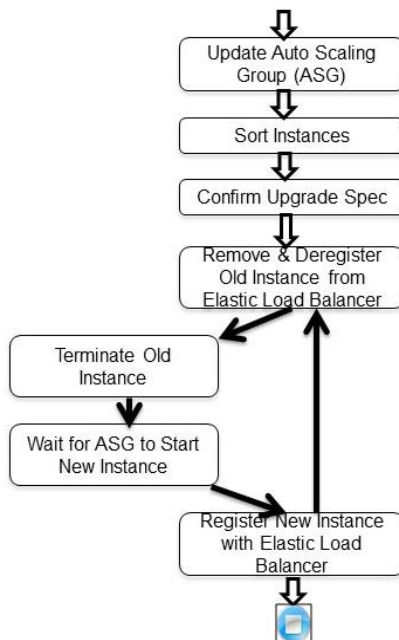 Update Auto Scaling
Group (ASG)
Sort Instances
Confirm Upgrade Spec
Remove & Deregister
Old Instance from
Elastic Load Balancer
Terminate Old
Instance
Wait for ASG to Start
New Instance
Register New Instance
with Elastic Load
Balancer